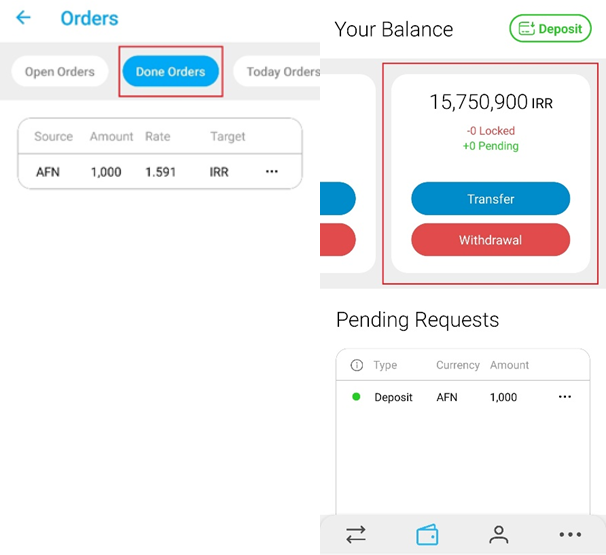 Orders
Open Orders Done Orders Today Orders
Source Amount Rate Target
AFN 1,000 1.591 IRR
Your Balance Deposit
15,750,900 IRR
-0 Locked
+0 Pending
Transfer
Withdrawal
Pending Requests
Type Currency Amount
Deposit AFN 1,000